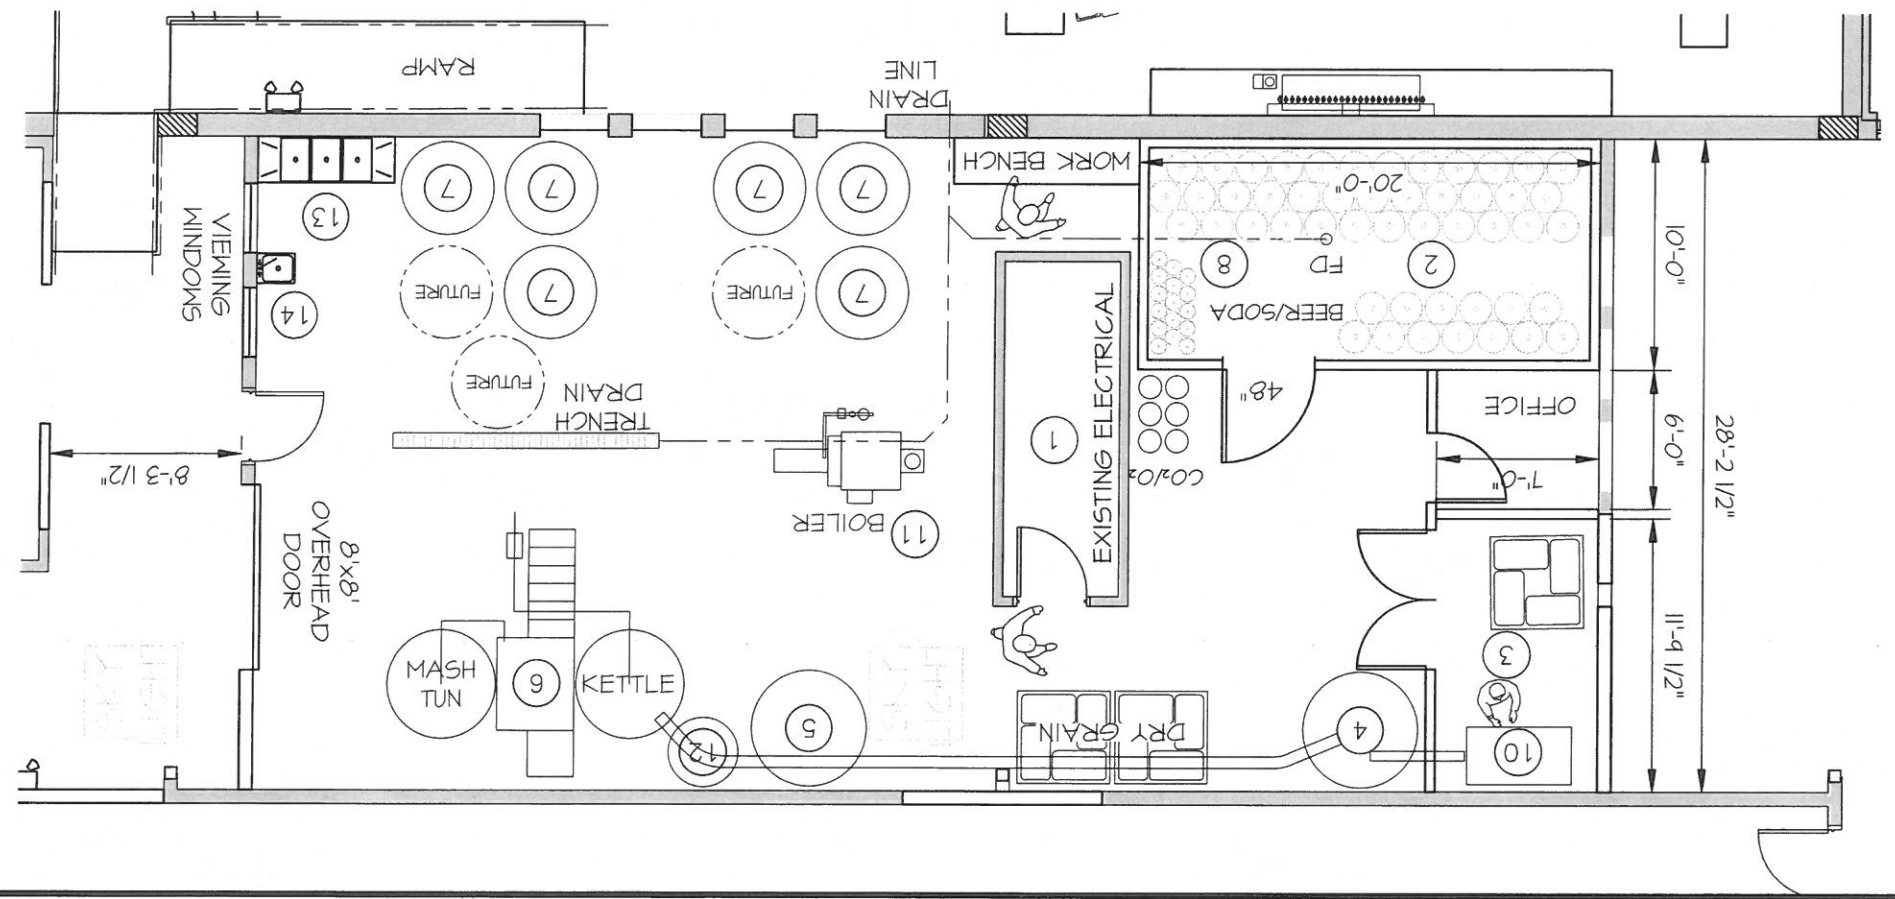 RAMP
DRAIN
LINE
WORK BENCH
20'-0"
13
7
7
7
7
VIEWING
WINDOWS
14
FUTURE
7
FUTURE
7
8
FD
2
BEER/SODA
10'-0"
FUTURE
TRENCH
DRAIN
EXISTING ELECTRICAL
1
CO₂/O₂
48"
OFFICE
6'-0"
28'-2 1/2"
7'-0"
8'-3 1/2"
BOILER
11
8'x8'
OVERHEAD
DOOR
MASH
TUN
6
KETTLE
12
5
DRY GRAIN
4
3
10
11'-9 1/2"